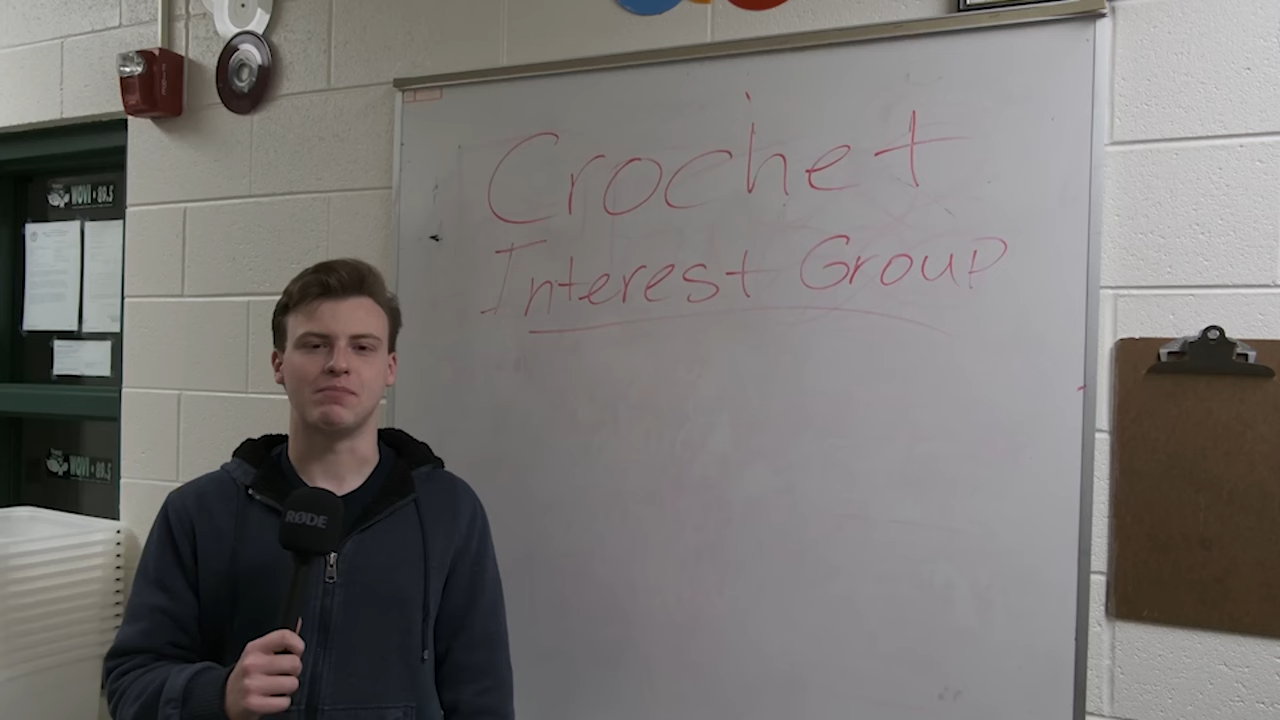 Crochet
Interest Group
WOVI • 89.5
WOVI • 89.5
RØDE